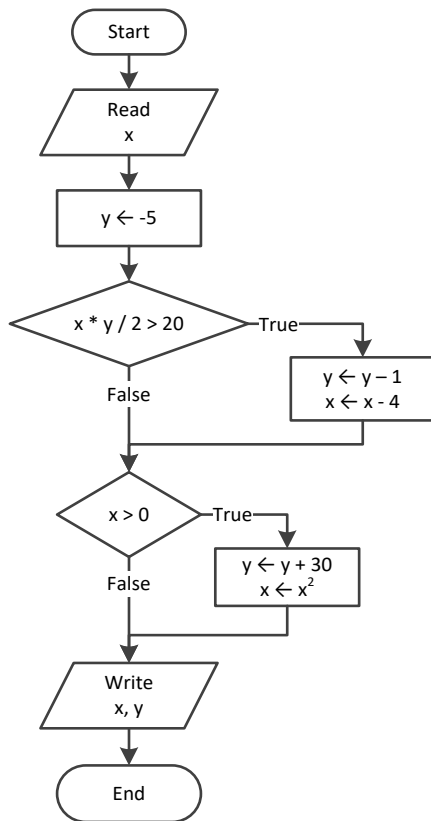 Start
Read
x
y ← -5
x * y / 2 > 20
True
y ← y – 1
x ← x - 4
False
x > 0
True
y ← y + 30
x ← x²
False
Write
x, y
End